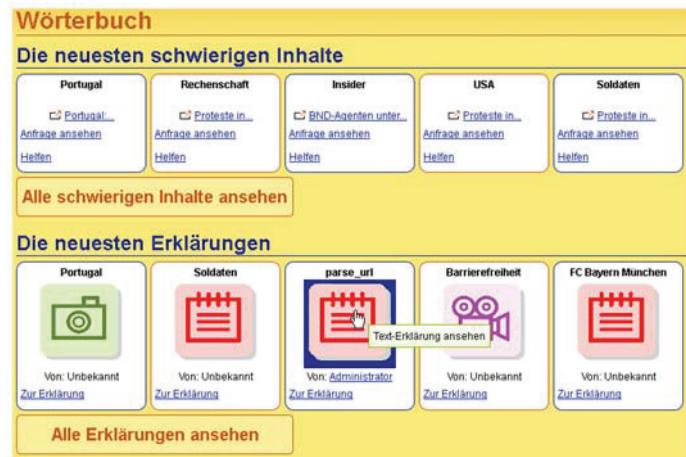 Wörterbuch
Die neuesten schwierigen Inhalte
Portugal Rechenschaft Insider USA Soldaten
Portugal:... Proteste in... BND-Agenten unter... Proteste in... Proteste in...
Anfrage ansehen Anfrage ansehen Anfrage ansehen Anfrage ansehen Anfrage ansehen
Helfen Helfen Helfen Helfen Helfen
Alle schwierigen Inhalte ansehen
Die neuesten Erklärungen
Portugal Soldaten parse_url Barrierefreiheit FC Bayern München
Text-Erklärung ansehen
Von: Unbekannt Von: Unbekannt Von: Administrator Von: Unbekannt Von: Unbekannt
Zur Erklärung Zur Erklärung Zur Erklärung Zur Erklärung Zur Erklärung
Alle Erklärungen ansehen